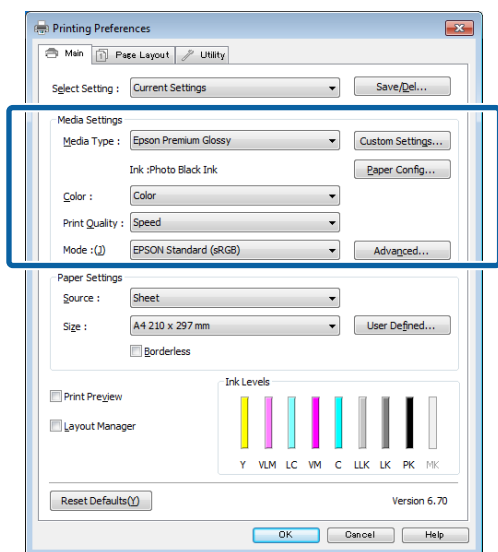 Printing Preferences
Main Page Layout Utility
Select Setting : Current Settings Save/Del...
Media Settings
Media Type : Epson Premium Glossy Custom Settings...
Ink :Photo Black Ink Paper Config...
Color : Color
Print Quality : Speed
Mode :(J) EPSON Standard (sRGB) Advanced...
Paper Settings
Source : Sheet
Size : A4 210 x 297 mm User Defined...
Borderless
Ink Levels
Print Preview
Layout Manager
Y VLM LC VM C LLK LK PK MK
Reset Defaults(Y) Version 6.70
OK Cancel Help